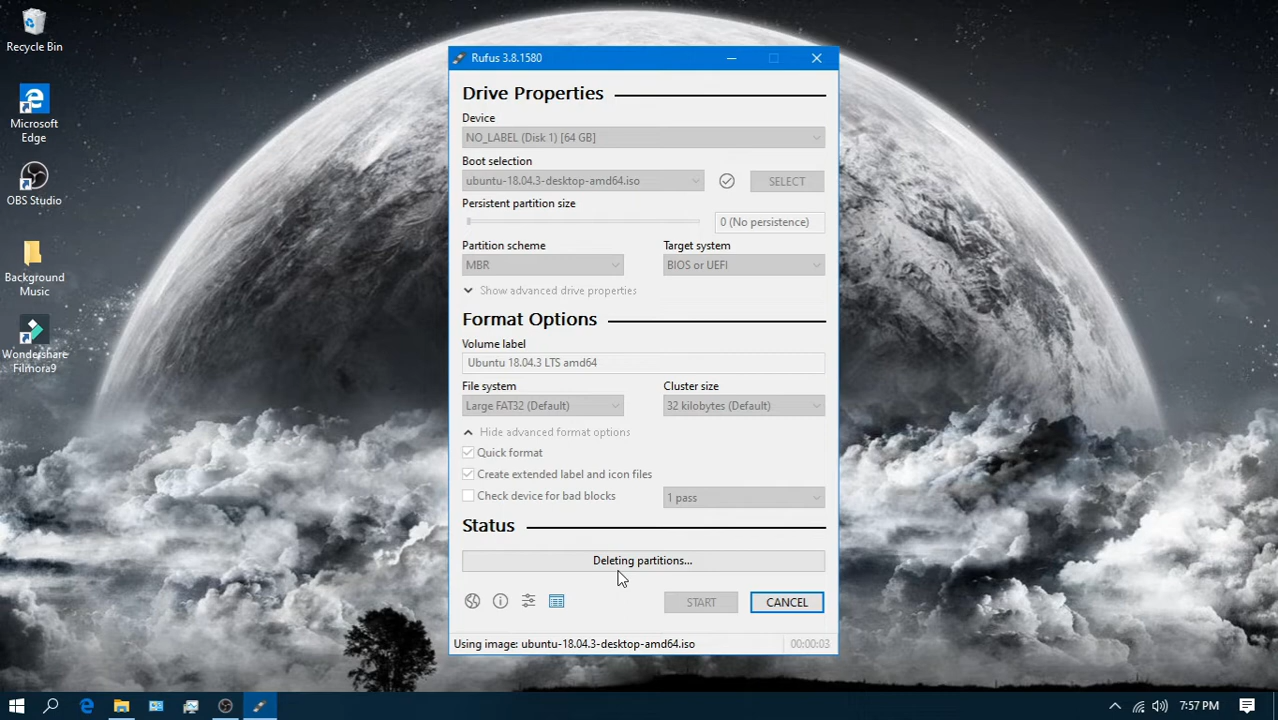 Recycle Bin
Microsoft
Edge
OBS Studio
Background
Music
Wondershare
Filmora9
Rufus 3.8.1580
Drive Properties
Device
NO_LABEL (Disk 1) [64 GB]
Boot selection
ubuntu-18.04.3-desktop-amd64.iso
SELECT
Persistent partition size
0 (No persistence)
Partition scheme
Target system
MBR
BIOS or UEFI
Show advanced drive properties
Format Options
Volume label
Ubuntu 18.04.3 LTS amd64
File system
Cluster size
Large FAT32 (Default)
32 kilobytes (Default)
Hide advanced format options
Quick format
Create extended label and icon files
Check device for bad blocks
1 pass
Status
Deleting partitions...
START
CANCEL
Using image: ubuntu-18.04.3-desktop-amd64.iso
00:00:03
7:57 PM